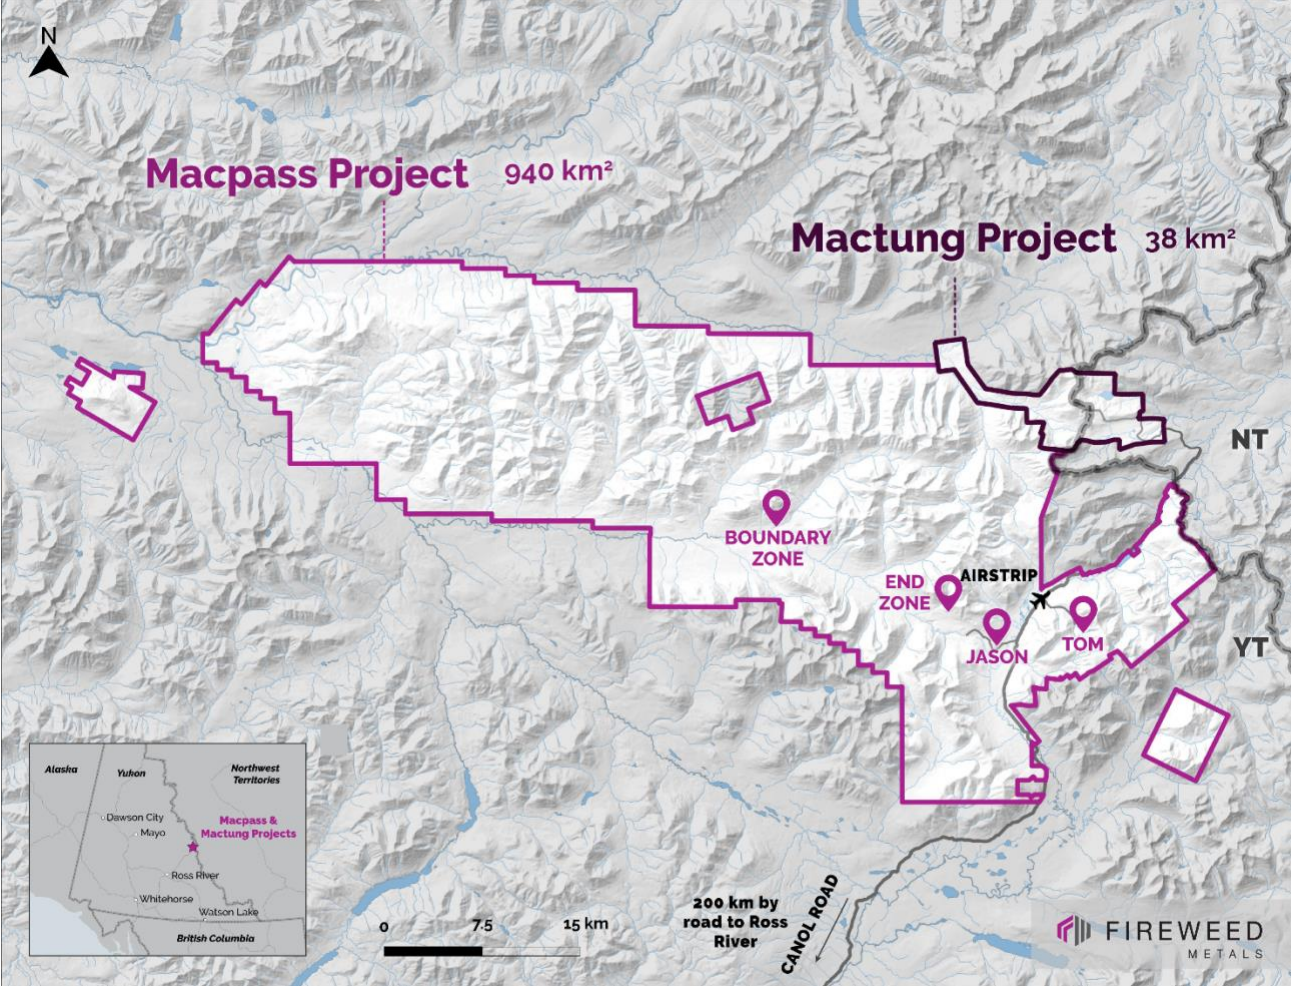 N
Macpass Project 940 km²
Mactung Project 38 km²
NT
BOUNDARY
ZONE
END
ZONE
AIRSTRIP
JASON
TOM
YT
Alaska
Yukon
Northwest
Territories
Dawson City
Mayo
Macpass &
Mactung Projects
Ross River
Whitehorse
Watson Lake
British Columbia
0 7.5 15 km
200 km by
road to Ross
River
CANOL ROAD
FIREWEED
METALS